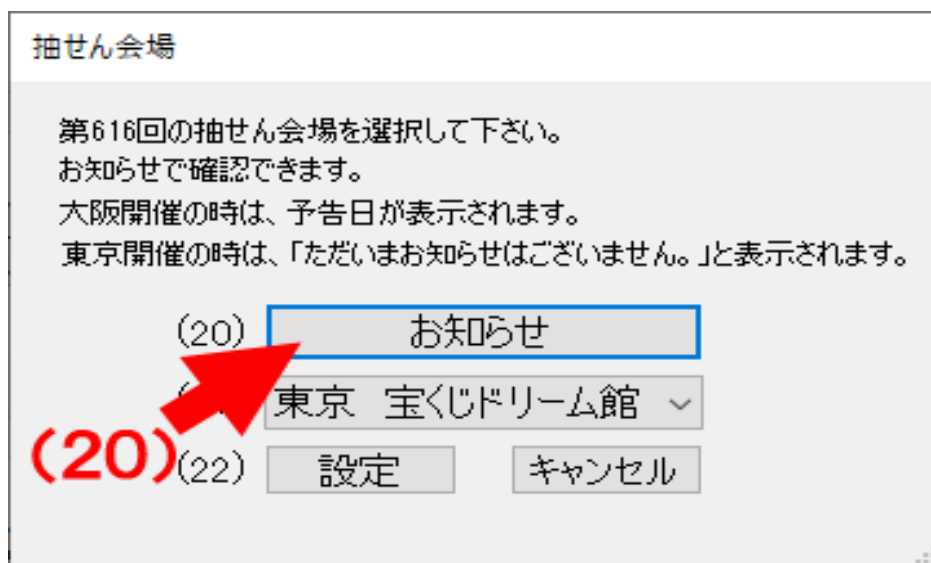 抽せん会場
第616回の抽せん会場を選択して下さい。
お知らせで確認できます。
大阪開催の時は、予告日が表示されます。
東京開催の時は、「ただいまお知らせはございません。」と表示されます。
(20) お知らせ
( 東京 宝くじドリーム館
(20)
(22) 設定 キャンセル